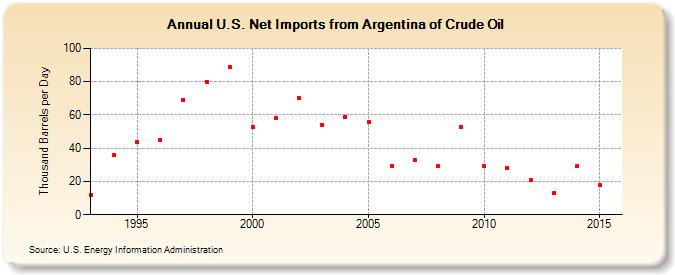 Annual U.S. Net Imports from Argentina of Crude Oil
Thousand Barrels per Day
100
80
60
40
20
0
1995 2000 2005 2010 2015
Source: U.S. Energy Information Administration